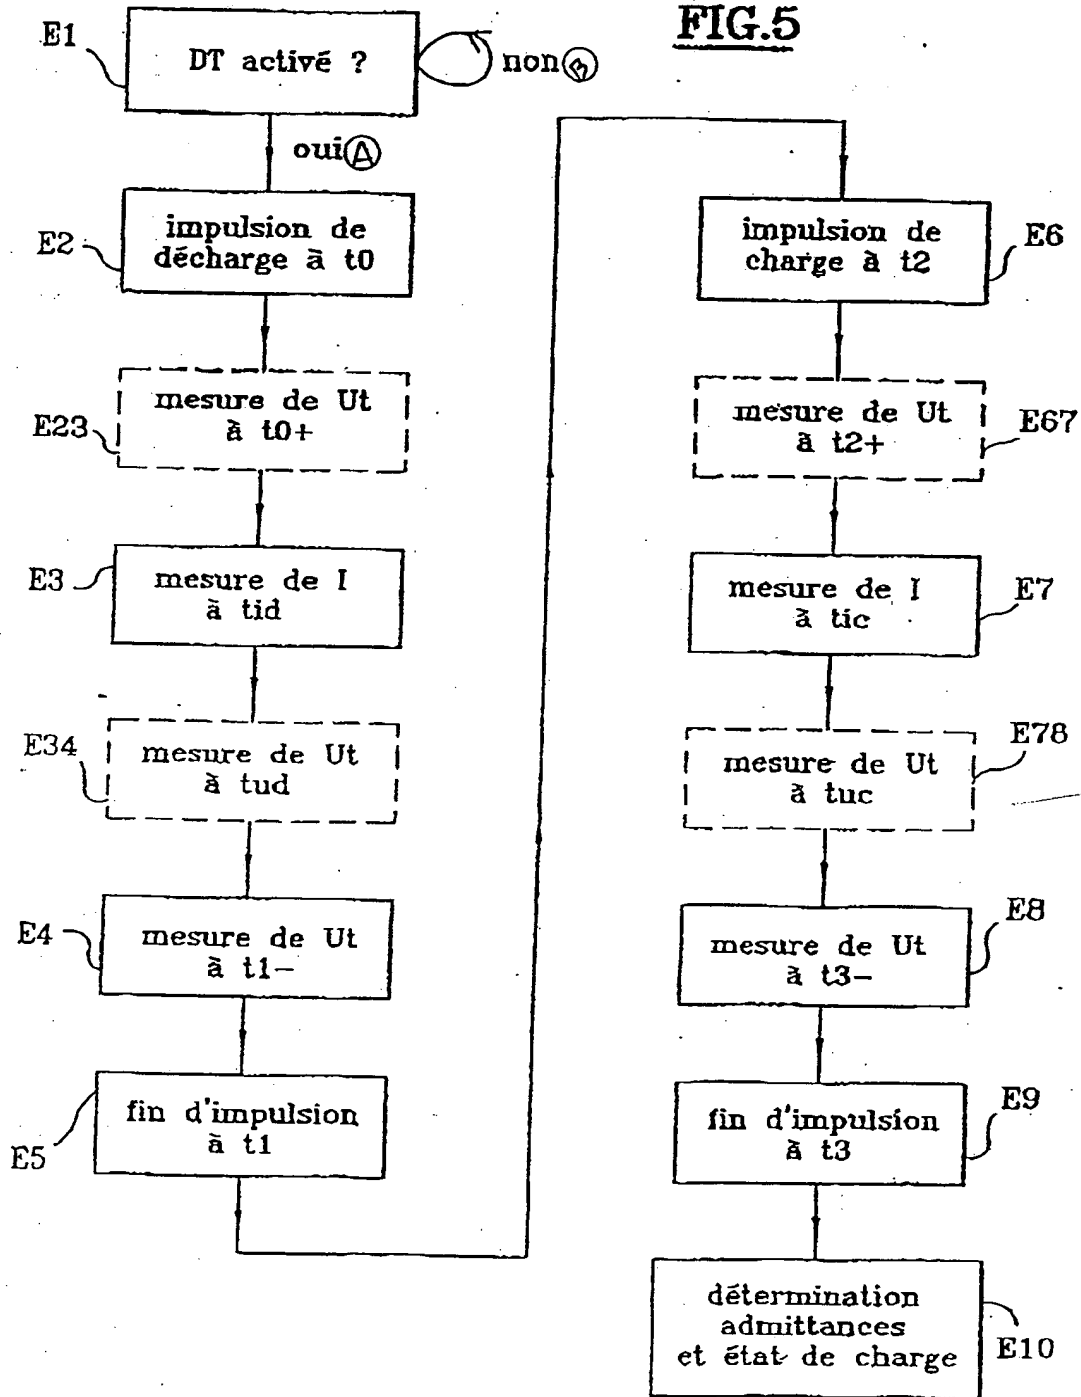 FIG.5
E1
DT activé ?
non B
oui A
E2
impulsion de
décharge à t0
E23
mesure de Ut
à t0+
E3
mesure de I
à tid
E34
mesure de Ut
à tud
E4
mesure de Ut
à t1-
E5
fin d'impulsion
à t1
impulsion de
charge à t2
E6
mesure de Ut
à t2+
E67
mesure de I
à tic
E7
mesure de Ut
à tuc
E78
mesure de Ut
à t3-
E8
fin d'impulsion
à t3
E9
détermination
admittances
et état de charge
E10